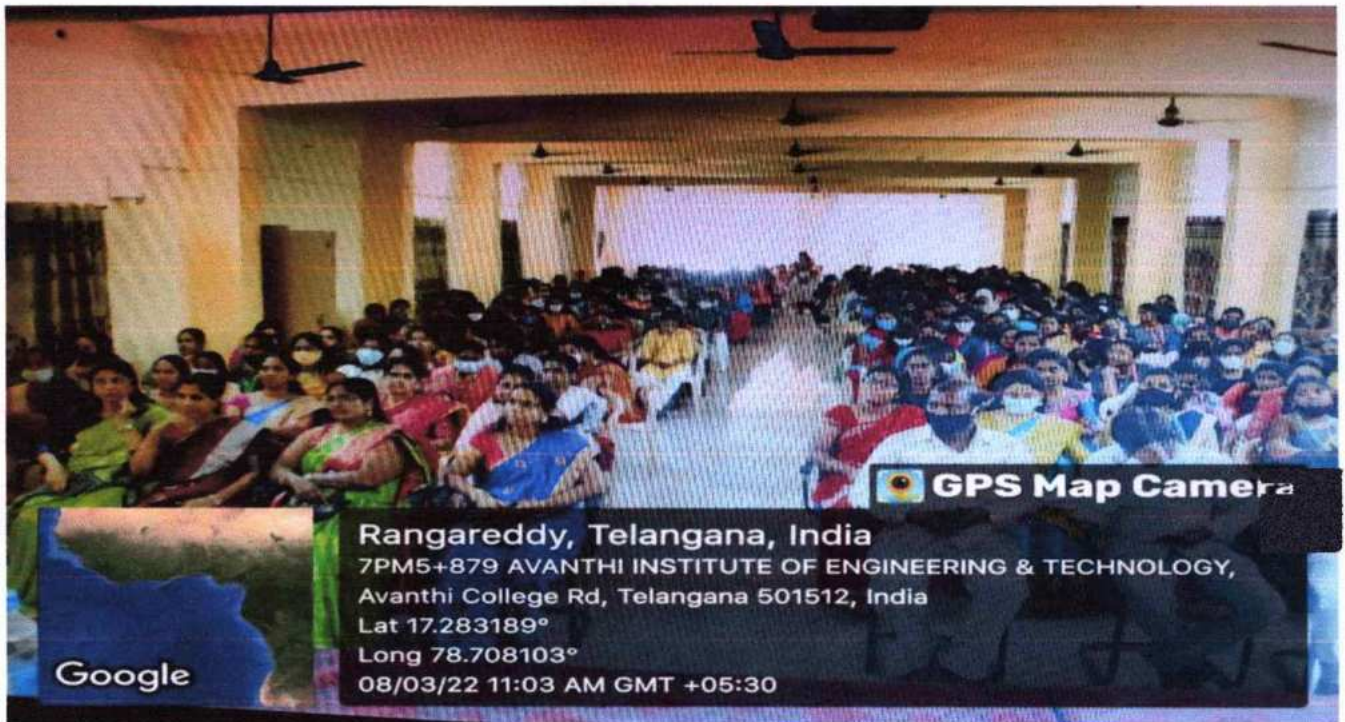 GPS Map Camera
Rangareddy, Telangana, India
7PM5+879 AVANTHI INSTITUTE OF ENGINEERING & TECHNOLOGY,
Avanthi College Rd, Telangana 501512, India
Lat 17.283189°
Long 78.708103°
08/03/22 11:03 AM GMT +05:30
Google